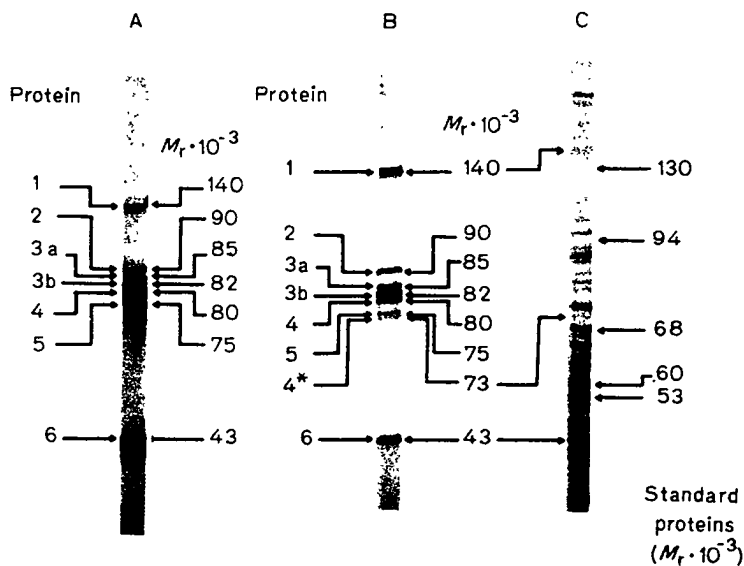 A
B
C
Protein
Protein
Mr·10⁻³
Mr·10⁻³
1
140
1
140
130
2
90
2
90
94
3a
85
3a
85
3b
82
3b
82
4
80
4
80
68
5
75
5
75
60
4*
73
53
6
43
6
43
Standard
proteins
(Mr·10⁻³)